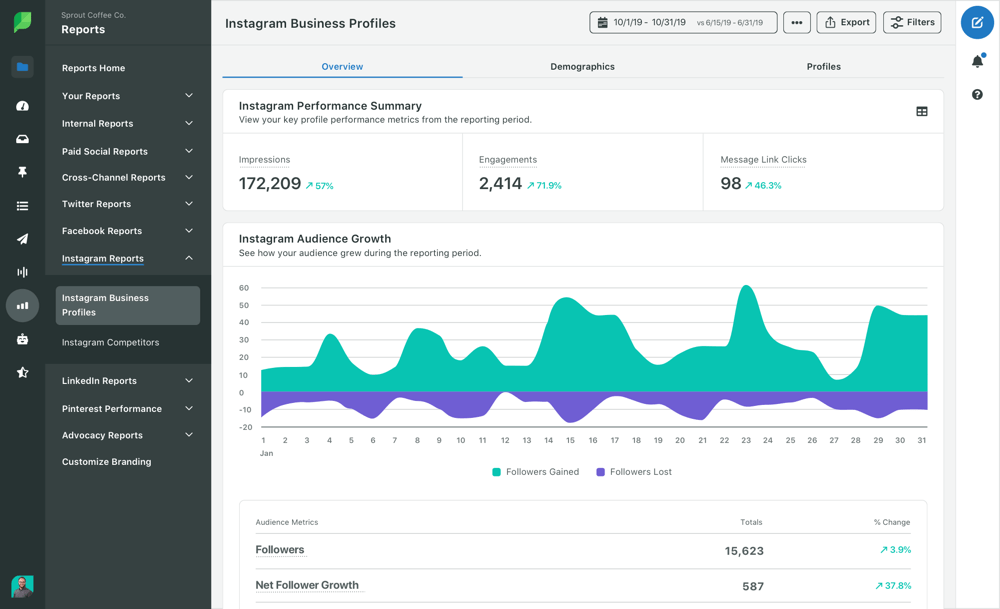 Sprout Coffee Co.
Reports
Reports Home
Your Reports
Internal Reports
Paid Social Reports
Cross-Channel Reports
Twitter Reports
Facebook Reports
Instagram Reports
Instagram Business
Profiles
Instagram Competitors
LinkedIn Reports
Pinterest Performance
Advocacy Reports
Customize Branding
Instagram Business Profiles
10/1/19 - 10/31/19 vs 6/15/19 - 6/31/19
Export
Filters
Overview Demographics Profiles
Instagram Performance Summary
View your key profile performance metrics from the reporting period.
Impressions
172,209 ↗ 57%
Engagements
2,414 ↗ 71.9%
Message Link Clicks
98 ↗ 46.3%
Instagram Audience Growth
See how your audience grew during the reporting period.
60
50
40
30
20
10
0
-10
-20
1 2 3 4 5 6 7 8 9 10 11 12 13 14 15 16 17 18 19 20 21 22 23 24 25 26 27 28 29 30 31
Jan
Followers Gained Followers Lost
Audience Metrics Totals % Change
Followers 15,623 ↗ 3.9%
Net Follower Growth 587 ↗ 37.8%